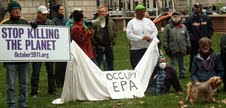 STOP KILLING
THE PLANET
October2011.org
OCCUPY
EPA